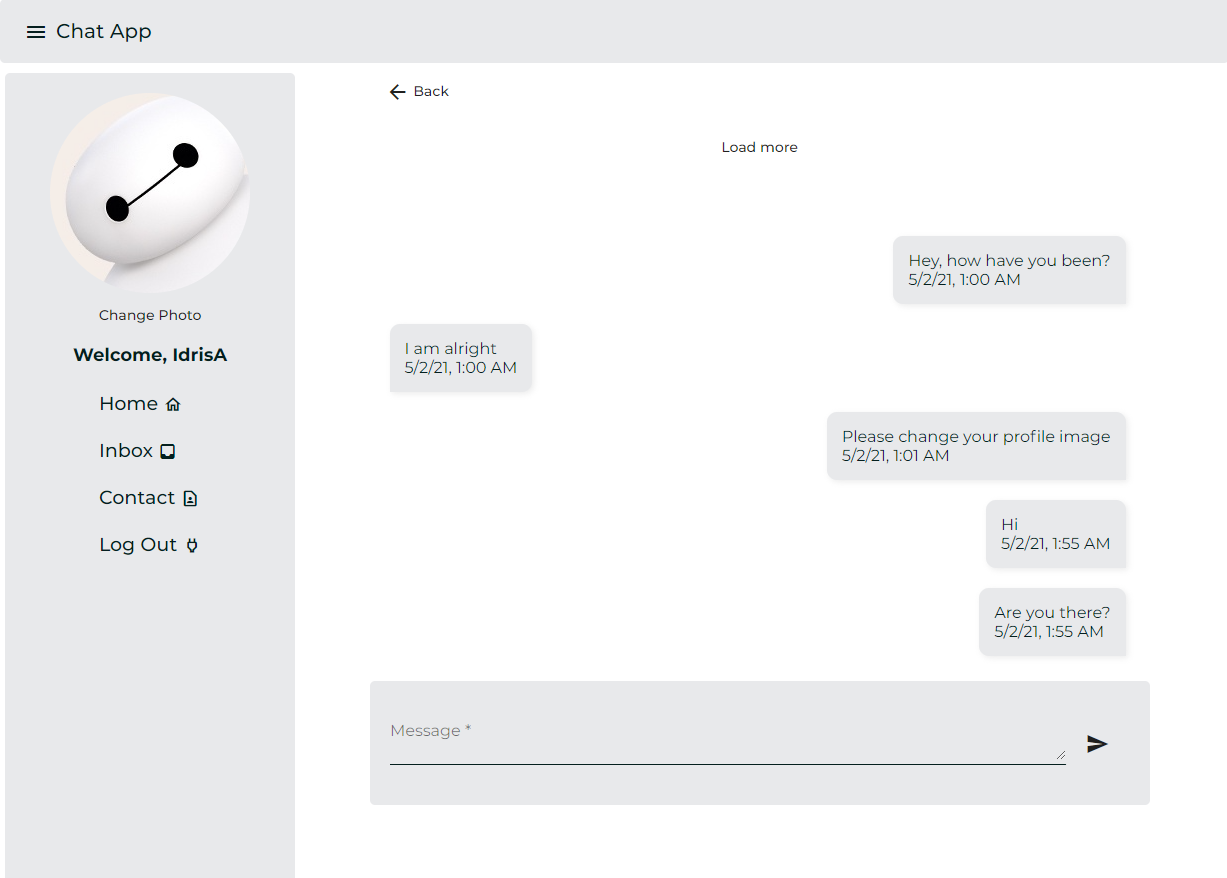 Chat App
Change Photo
Welcome, IdrisA
Home
Inbox
Contact
Log Out
Back
Load more
Hey, how have you been?
5/2/21, 1:00 AM
I am alright
5/2/21, 1:00 AM
Please change your profile image
5/2/21, 1:01 AM
Hi
5/2/21, 1:55 AM
Are you there?
5/2/21, 1:55 AM
Message *